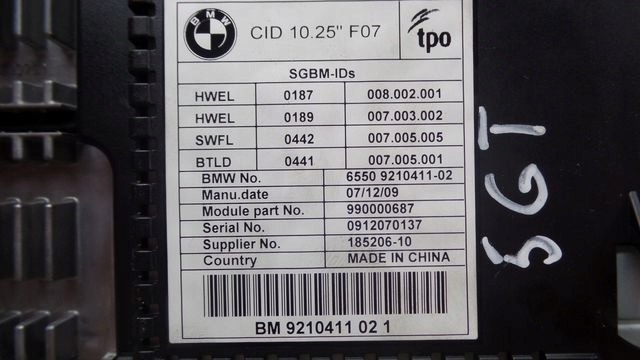 BMW
CID 10.25" F07
tpo
SGBM-IDs
HWEL 0187 008.002.001
HWEL 0189 007.003.002
SWFL 0442 007.005.005
BTLD 0441 007.005.001
BMW No. 6550 9210411-02
Manu.date 07/12/09
Module part No. 990000687
Serial No. 0912070137
Supplier No. 185206-10
Country MADE IN CHINA
BM 9210411 02 1
5GT